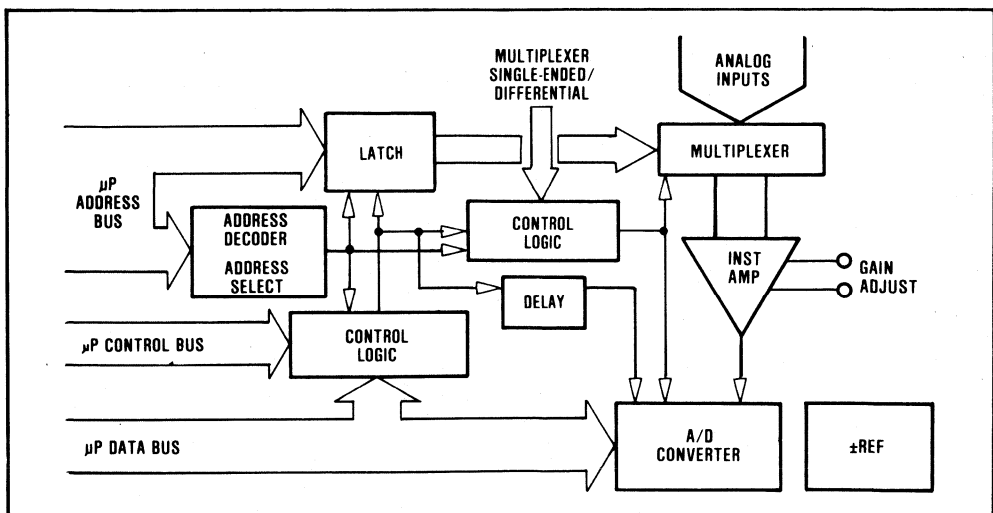 MULTIPLEXER
SINGLE-ENDED/
DIFFERENTIAL
ANALOG
INPUTS
LATCH
MULTIPLEXER
µP
ADDRESS
BUS
ADDRESS
DECODER
ADDRESS
SELECT
CONTROL
LOGIC
INST
AMP
GAIN
ADJUST
DELAY
µP CONTROL BUS
CONTROL
LOGIC
µP DATA BUS
A/D
CONVERTER
±REF